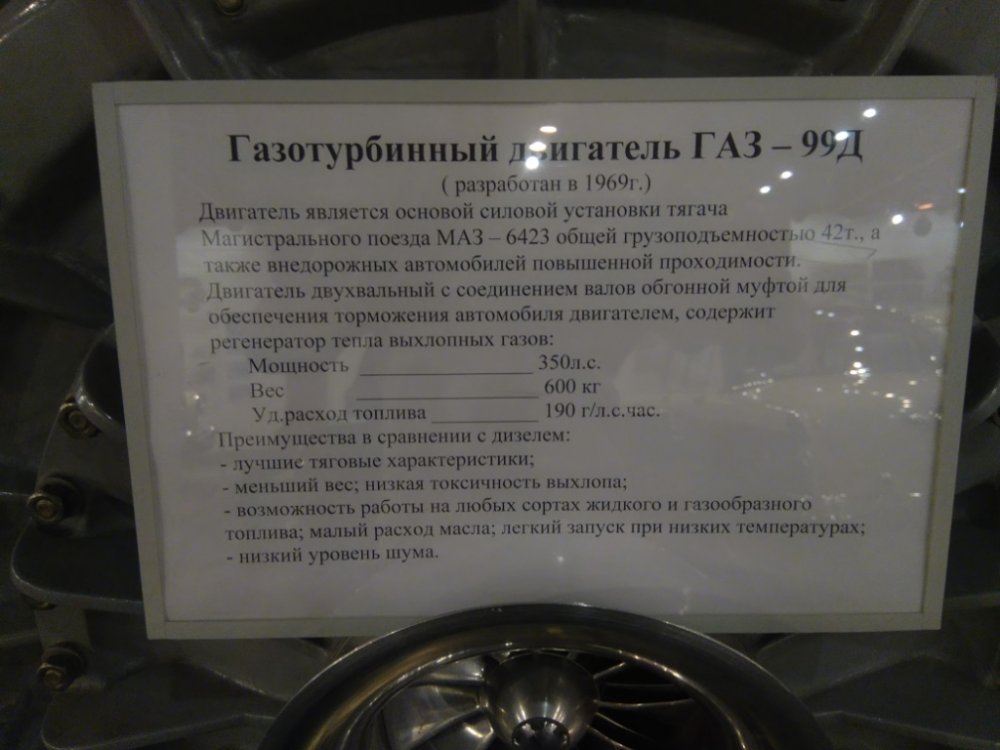 Газотурбинный двигатель ГАЗ – 99Д
( разработан в 1969г.)
Двигатель является основой силовой установки тягача
Магистрального поезда МАЗ – 6423 общей грузоподъемностью 42т., а
также внедорожных автомобилей повышенной проходимости.
Двигатель двухвальный с соединением валов обгонной муфтой для
обеспечения торможения автомобиля двигателем, содержит
регенератор тепла выхлопных газов:
Мощность ________________ 350л.с.
Вес ________________ 600 кг
Уд.расход топлива __________ 190 г/л.с.час.
Преимущества в сравнении с дизелем:
- лучшие тяговые характеристики;
- меньший вес; низкая токсичность выхлопа;
- возможность работы на любых сортах жидкого и газообразного
топлива; малый расход масла; легкий запуск при низких температурах;
- низкий уровень шума.